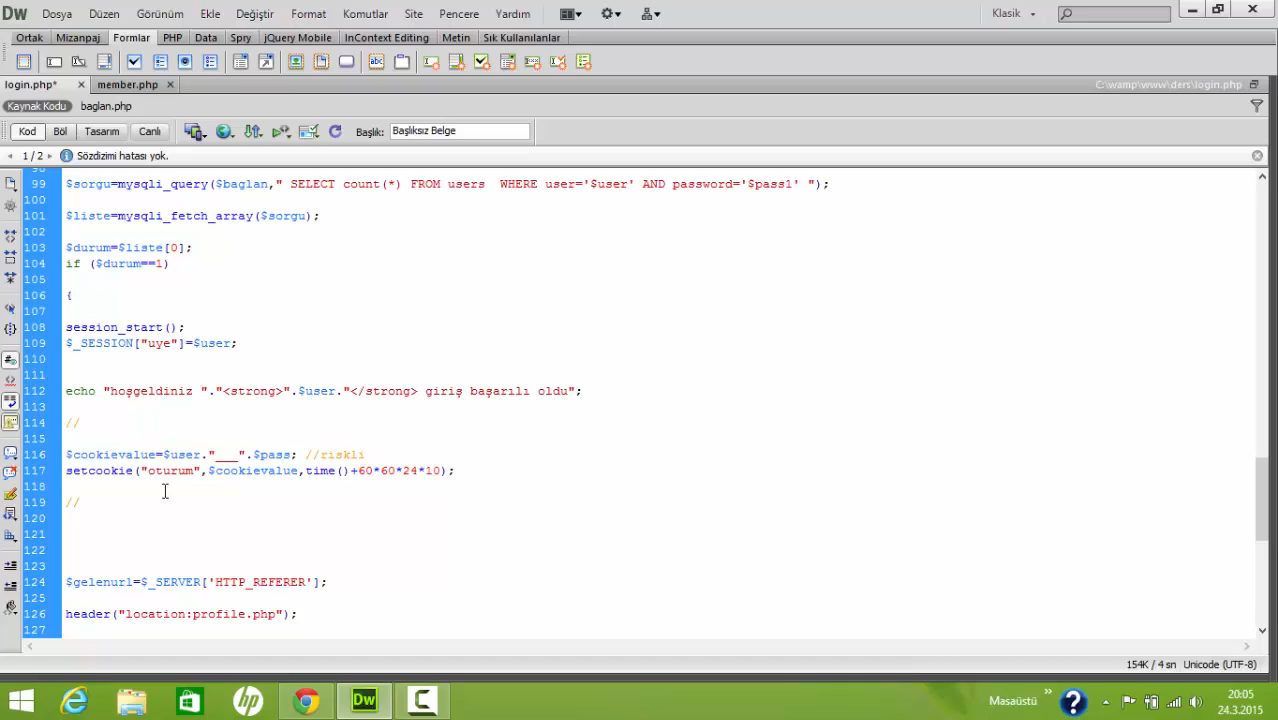 DW Dosya Düzen Görünüm Ekle Değiştir Format Komutlar Site Pencere Yardım Klasik
Ortak Mizanpaj Formlar PHP Data Spry jQuery Mobile InContext Editing Metin Sık Kullanılanlar
login.php* member.php C:\wamp\www\ders\login.php
Kaynak Kodu baglan.php
Kod Böl Tasarım Canlı Başlık: Başlıksız Belge
1 / 2 Sözdizimi hatası yok.
98
99 $sorgu=mysqli_query($baglan," SELECT count(*) FROM users  WHERE user='$user' AND password='$pass1' ");
100
101 $liste=mysqli_fetch_array($sorgu);
102
103 $durum=$liste[0];
104 if ($durum==1)
105
106 {
107
108 session_start();
109 $_SESSION["uye"]=$user;
110
111
112 echo "hoşgeldiniz "."<strong>".$user."</strong> giriş başarılı oldu";
113
114 //
115
116 $cookievalue=$user."___".$pass; //riskli
117 setcookie("oturum",$cookievalue,time()+60*60*24*10);
118
119 //
120
121
122
123
124 $gelenurl=$_SERVER['HTTP_REFERER'];
125
126 header("location:profile.php");
127
154K / 4 sn Unicode (UTF-8)
hp Dw C Masaüstü 20:05
24.3.2015